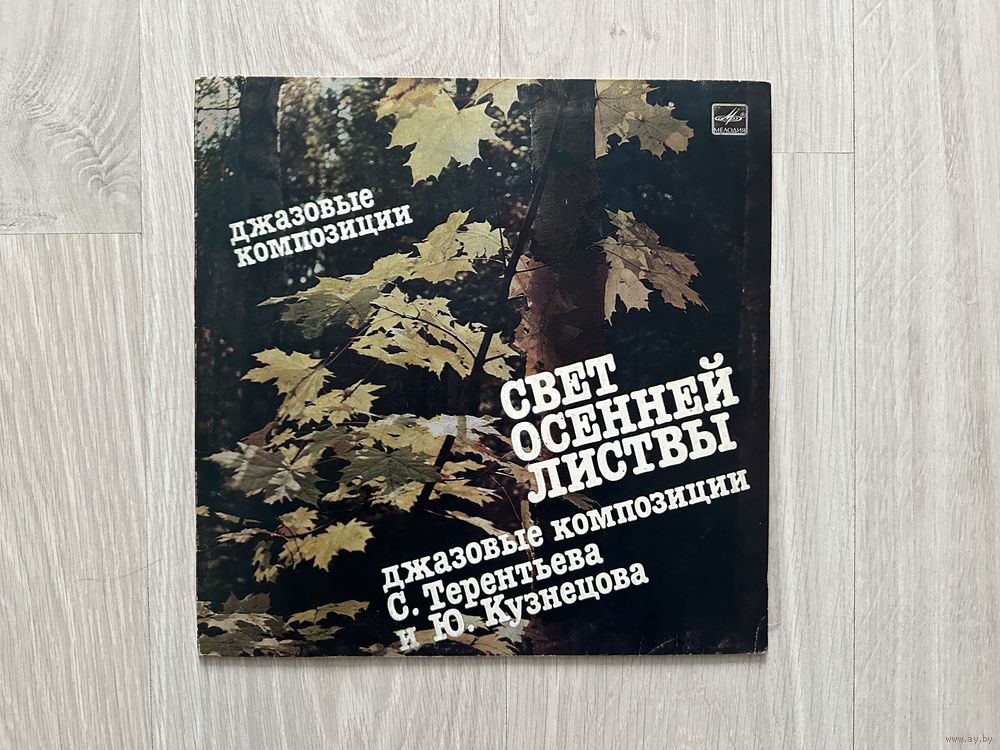 МЕЛОДИЯ
джазовые
композиции
СВЕТ
ОСЕННЕЙ
ЛИСТВЫ
джазовые композиции
С. Терентьева
и Ю. Кузнецова
www.ay.by